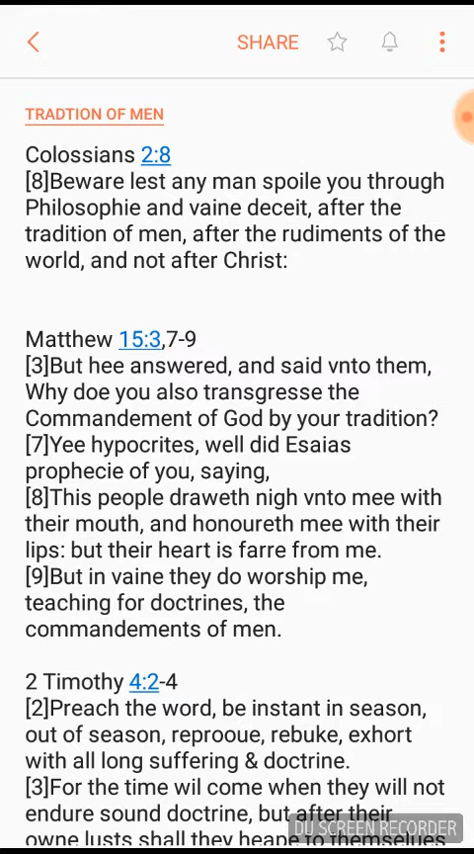 SHARE
TRADTION OF MEN
Colossians 2:8
[8]Beware lest any man spoile you through
Philosophie and vaine deceit, after the
tradition of men, after the rudiments of the
world, and not after Christ:
Matthew 15:3,7-9
[3]But hee answered, and said vnto them,
Why doe you also transgresse the
Commandement of God by your tradition?
[7]Yee hypocrites, well did Esaias
prophecie of you, saying,
[8]This people draweth nigh vnto mee with
their mouth, and honoureth mee with their
lips: but their heart is farre from me.
[9]But in vaine they do worship me,
teaching for doctrines, the
commandements of men.
2 Timothy 4:2-4
[2]Preach the word, be instant in season,
out of season, reprooue, rebuke, exhort
with all long suffering & doctrine.
[3]For the time wil come when they will not
endure sound doctrine, but after their
owne lusts shall they heape to themselues
DU SCREEN RECORDER